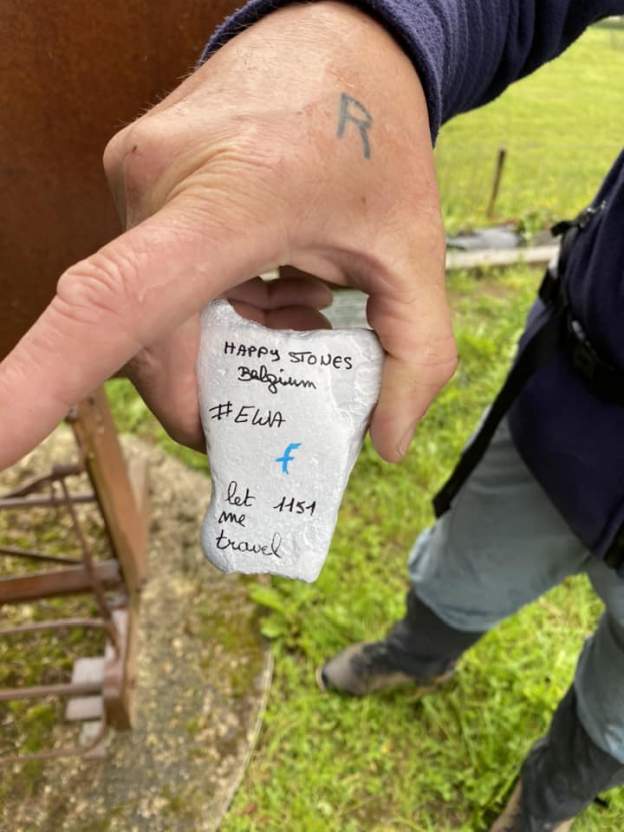 R
HAPPY STONES
Belgium
#EWA
f
let 1151
me
travel